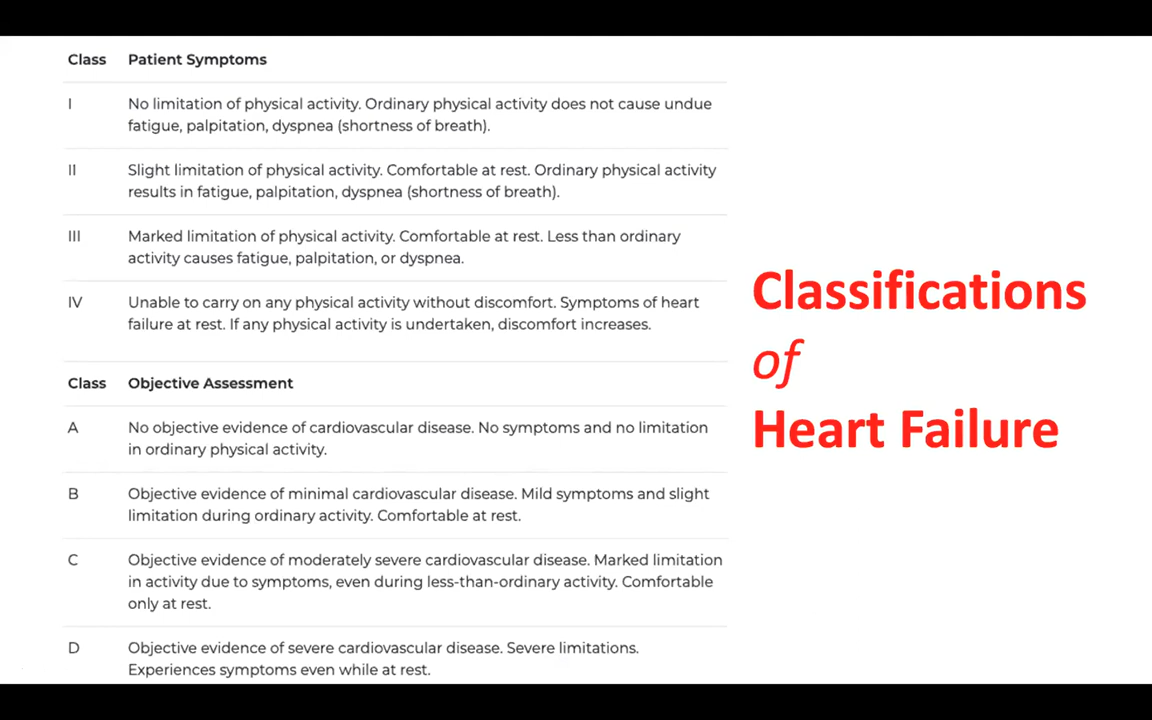 Class Patient Symptoms
I No limitation of physical activity. Ordinary physical activity does not cause undue
fatigue, palpitation, dyspnea (shortness of breath).
II Slight limitation of physical activity. Comfortable at rest. Ordinary physical activity
results in fatigue, palpitation, dyspnea (shortness of breath).
III Marked limitation of physical activity. Comfortable at rest. Less than ordinary
activity causes fatigue, palpitation, or dyspnea.
IV Unable to carry on any physical activity without discomfort. Symptoms of heart
failure at rest. If any physical activity is undertaken, discomfort increases.
Class Objective Assessment
A No objective evidence of cardiovascular disease. No symptoms and no limitation
in ordinary physical activity.
B Objective evidence of minimal cardiovascular disease. Mild symptoms and slight
limitation during ordinary activity. Comfortable at rest.
C Objective evidence of moderately severe cardiovascular disease. Marked limitation
in activity due to symptoms, even during less-than-ordinary activity. Comfortable
only at rest.
D Objective evidence of severe cardiovascular disease. Severe limitations.
Experiences symptoms even while at rest.
Classifications
of
Heart Failure